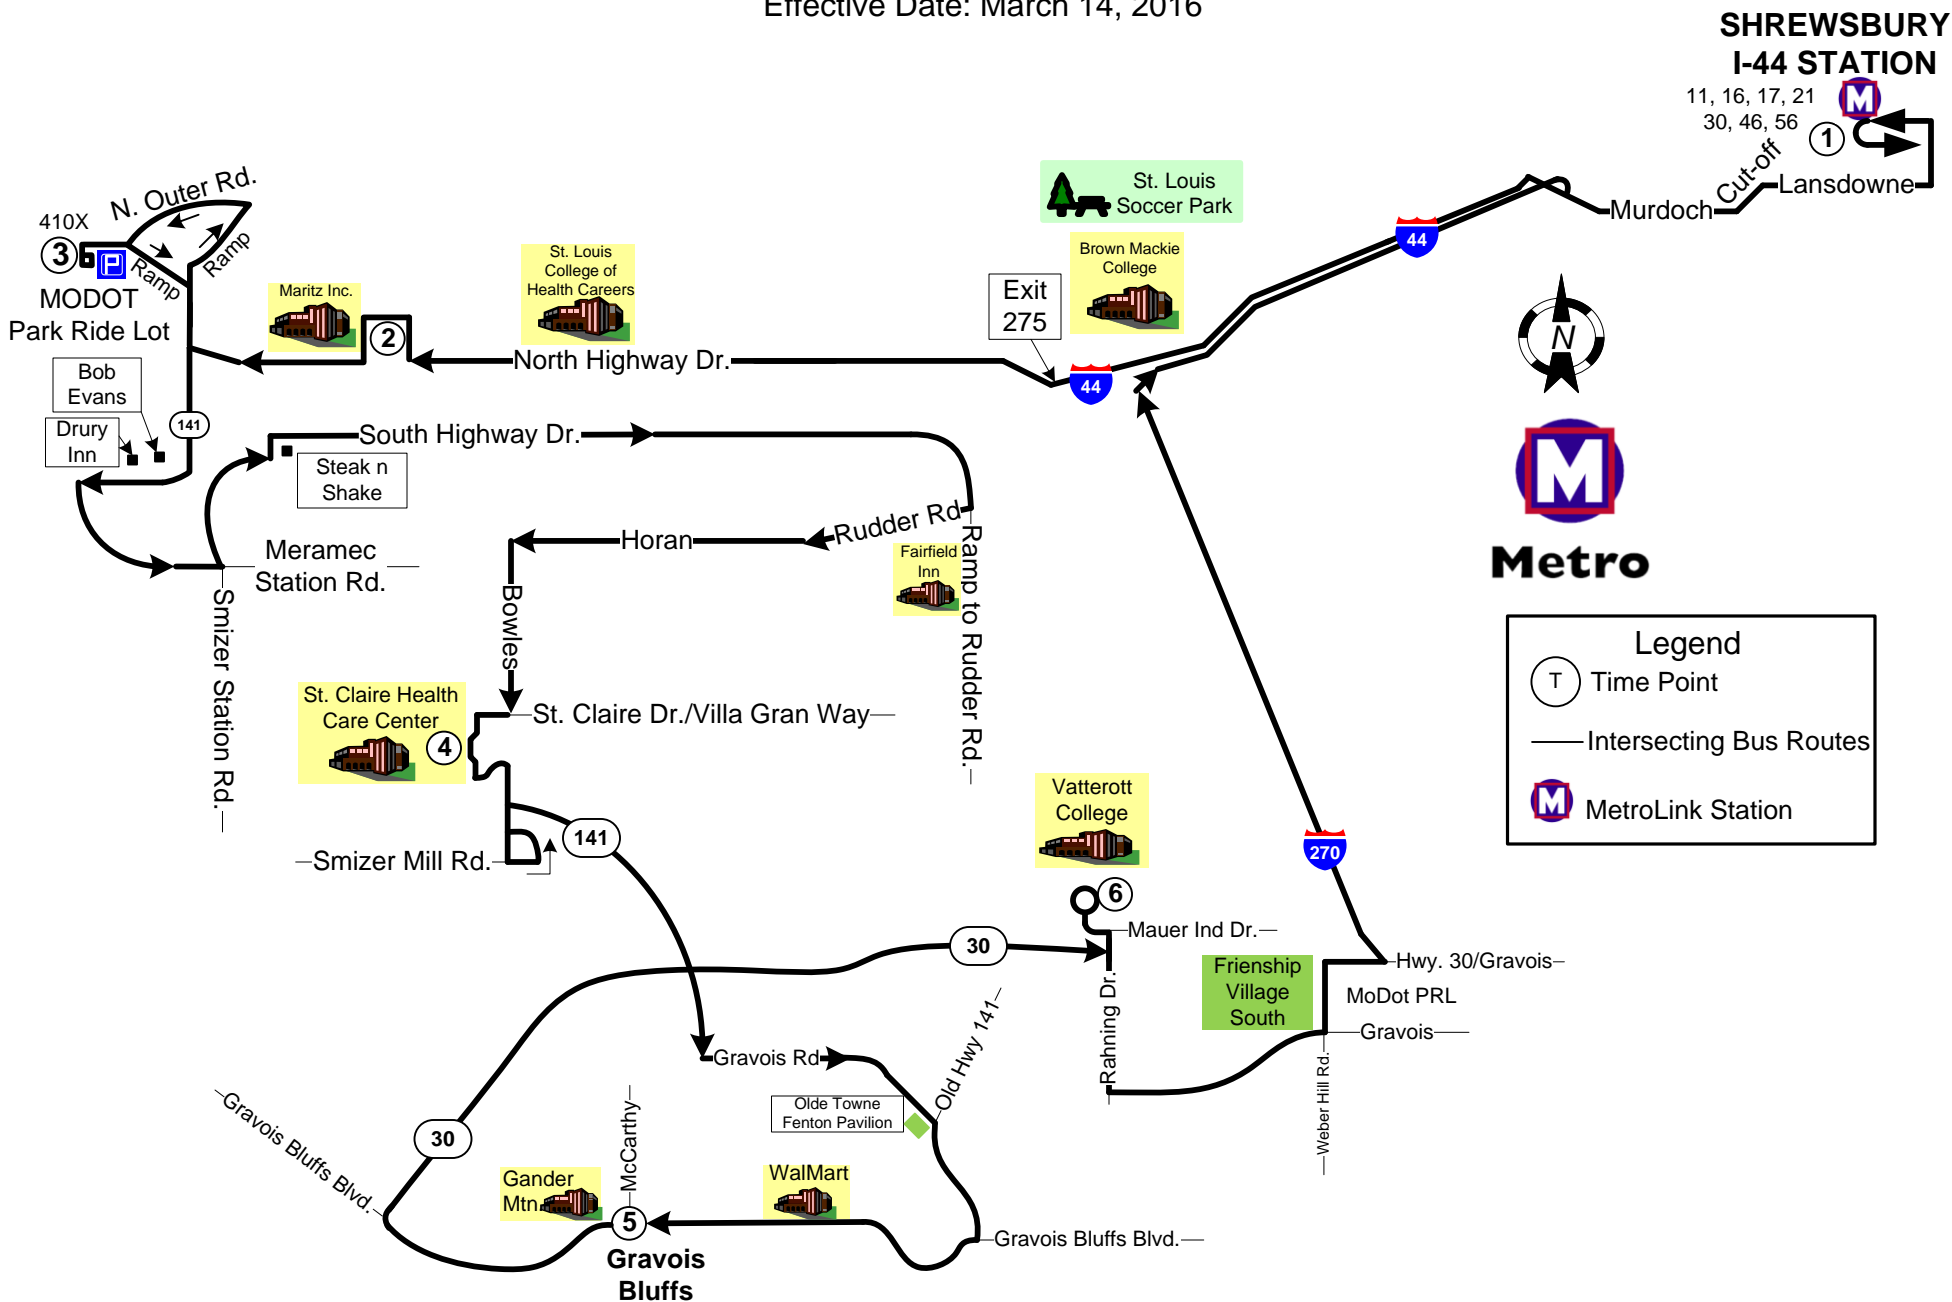 Effective Date: March 14, 2016
SHREWSBURY
I-44 STATION
11, 16, 17, 21
30, 46, 56
1
Cut-off
Lansdowne
Murdoch
44
St. Louis
Soccer Park
Brown Mackie
College
Exit
275
44
N. Outer Rd.
410X
3
P
Ramp
Ramp
MODOT
Park Ride Lot
Maritz Inc.
2
St. Louis
College of
Health Careers
North Highway Dr.
Bob
Evans
Drury
Inn
141
South Highway Dr.
Steak n
Shake
Meramec
Station Rd.
Smizer Station Rd.
Horan
Rudder Rd
Fairfield
Inn
Ramp to Rudder Rd.
Bowles
St. Claire Health
Care Center
4
St. Claire Dr./Villa Gran Way
141
Smizer Mill Rd.
Vatterott
College
6
Mauer Ind Dr.
30
Rahning Dr.
270
Hwy. 30/Gravois
Frienship
Village
South
MoDot PRL
Gravois
Weber Hill Rd.
Gravois Rd
Old Hwy 141
Olde Towne
Fenton Pavilion
30
Gravois Bluffs Blvd.
McCarthy
Gander
Mtn
WalMart
5
Gravois
Bluffs
Gravois Bluffs Blvd.
N
M
Metro
Legend
T Time Point
Intersecting Bus Routes
M MetroLink Station
M